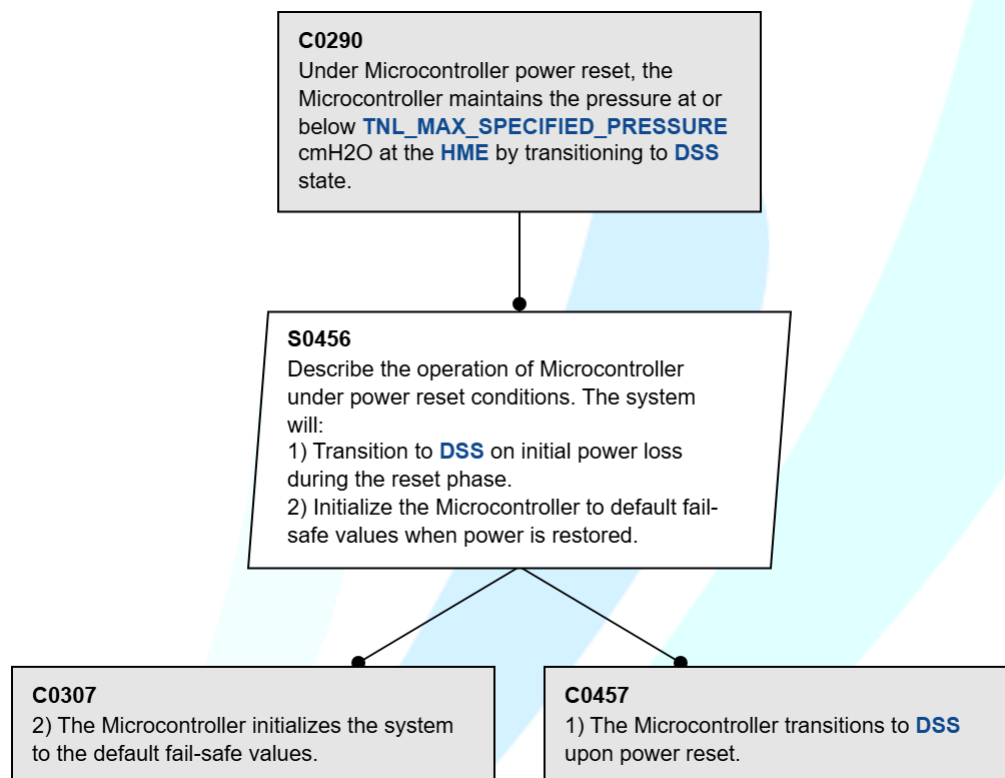 C0290
Under Microcontroller power reset, the
Microcontroller maintains the pressure at or
below TNL_MAX_SPECIFIED_PRESSURE
cmH2O at the HME by transitioning to DSS
state.
S0456
Describe the operation of Microcontroller
under power reset conditions. The system
will:
1) Transition to DSS on initial power loss
during the reset phase.
2) Initialize the Microcontroller to default fail-
safe values when power is restored.
C0307
2) The Microcontroller initializes the system
to the default fail-safe values.
C0457
1) The Microcontroller transitions to DSS
upon power reset.